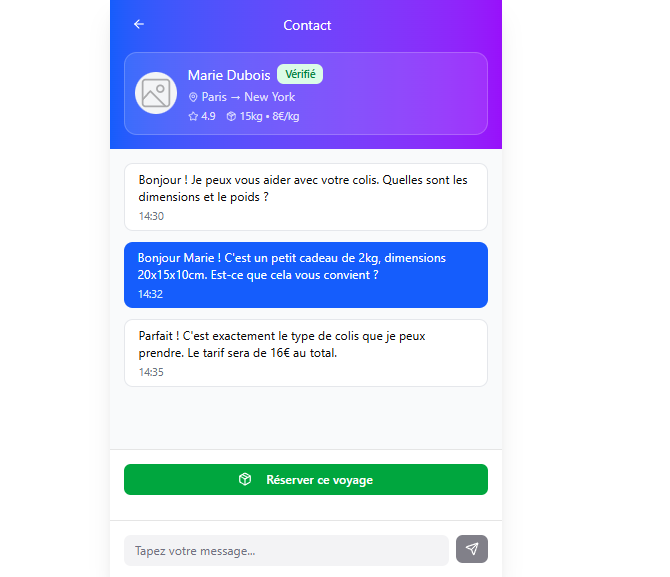 Contact
Marie Dubois Vérifié
Paris → New York
4.9 15kg • 8€/kg
Bonjour ! Je peux vous aider avec votre colis. Quelles sont les
dimensions et le poids ?
14:30
Bonjour Marie ! C'est un petit cadeau de 2kg, dimensions
20x15x10cm. Est-ce que cela vous convient ?
14:32
Parfait ! C'est exactement le type de colis que je peux
prendre. Le tarif sera de 16€ au total.
14:35
Réserver ce voyage
Tapez votre message...